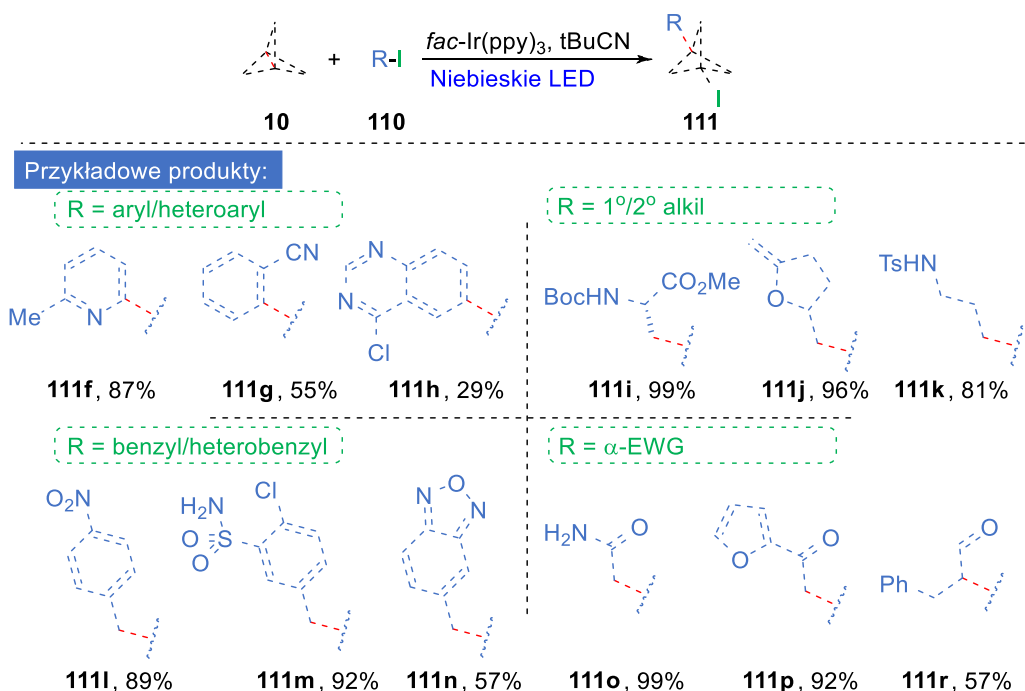 R
fac-Ir(ppy)3, tBuCN
+ R-I
Niebieskie LED
I
10 110 111
Przykładowe produkty:
R = aryl/heteroaryl
R = 1º/2º alkil
N
CN
TsHN
CO2Me
BocHN
O
Me N
N
Cl
111f, 87% 111g, 55% 111h, 29% 111i, 99% 111j, 96% 111k, 81%
R = benzyl/heterobenzyl
R = α-EWG
O2N
H2N Cl
N O N
O S
O
H2N O
O O
O
Ph
111l, 89% 111m, 92% 111n, 57% 111o, 99% 111p, 92% 111r, 57%